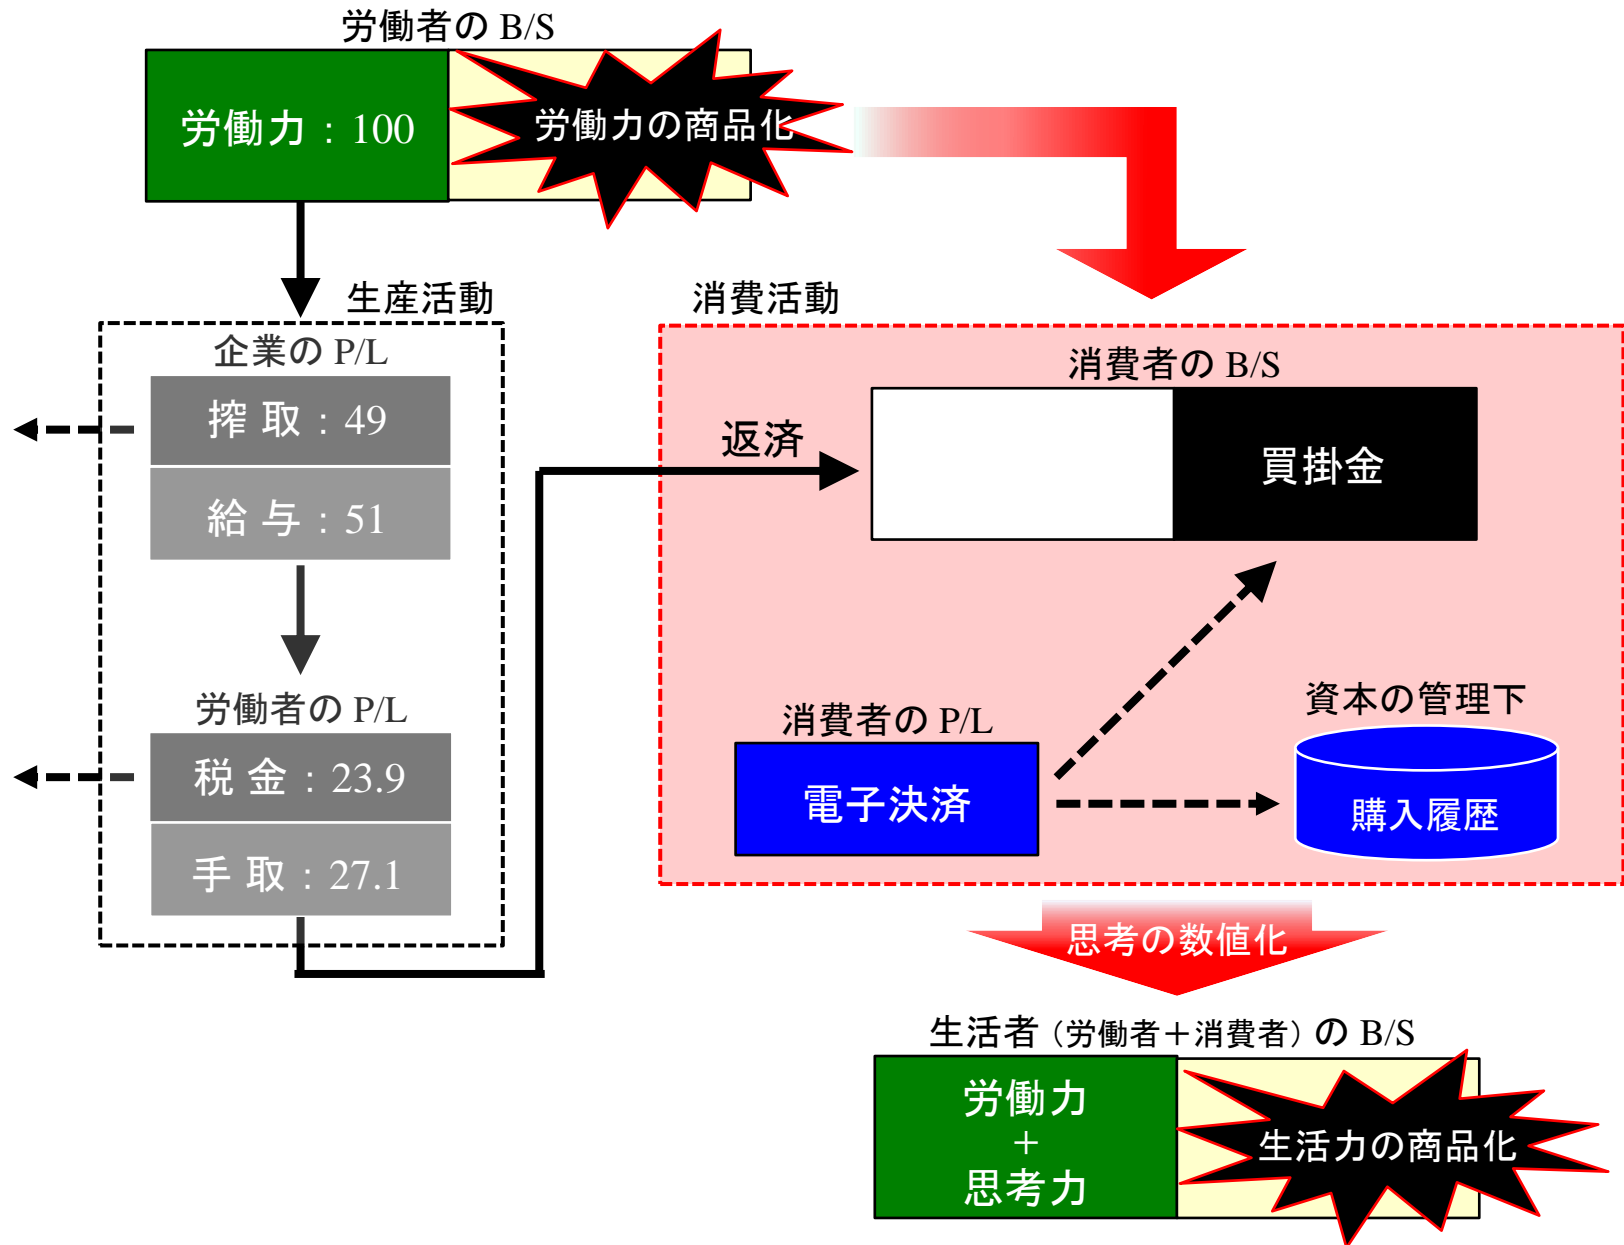 労働者の B/S
労働力：100
労働力の商品化
生産活動
企業の P/L
搾 取：49
給 与：51
労働者の P/L
税 金：23.9
手 取：27.1
消費活動
消費者の B/S
返済
買掛金
消費者の P/L
電子決済
資本の管理下
購入履歴
思考の数値化
生活者（労働者＋消費者）の B/S
労働力
＋
思考力
生活力の商品化